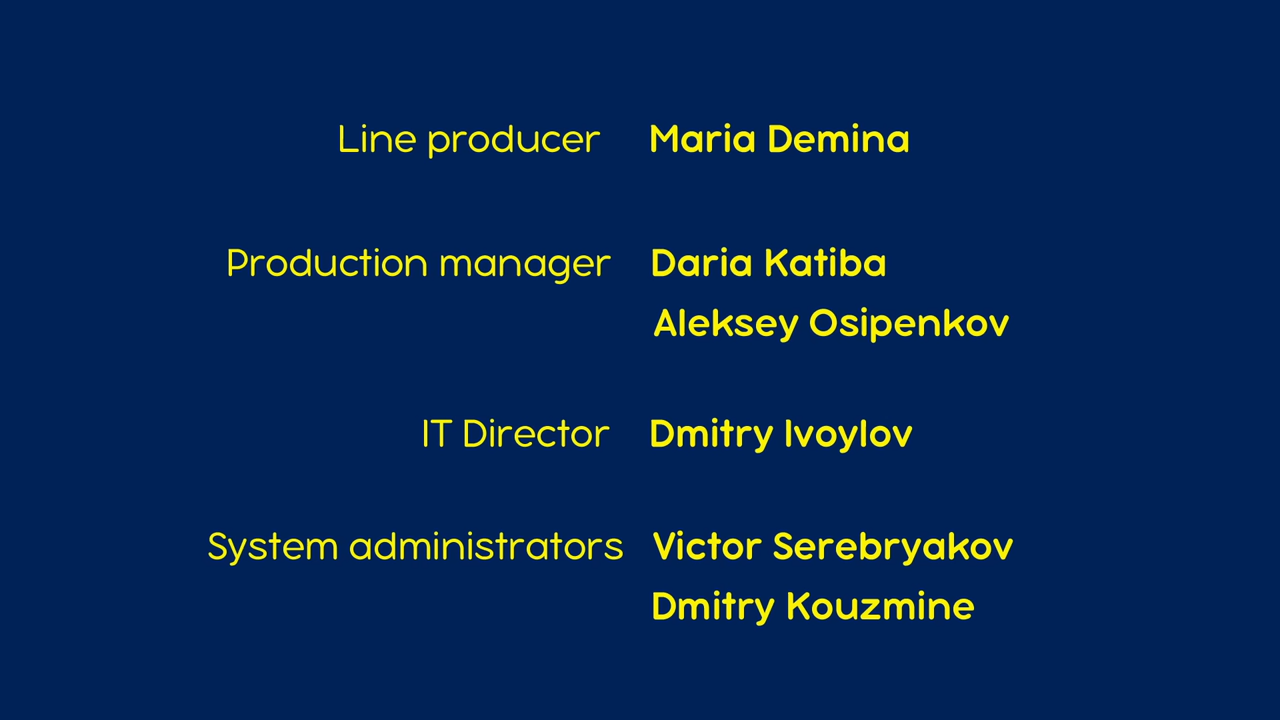 Line producer Maria Demina
Production manager Daria Katiba
Aleksey Osipenkov
IT Director Dmitry Ivoylov
System administrators Victor Serebryakov
Dmitry Kouzmine